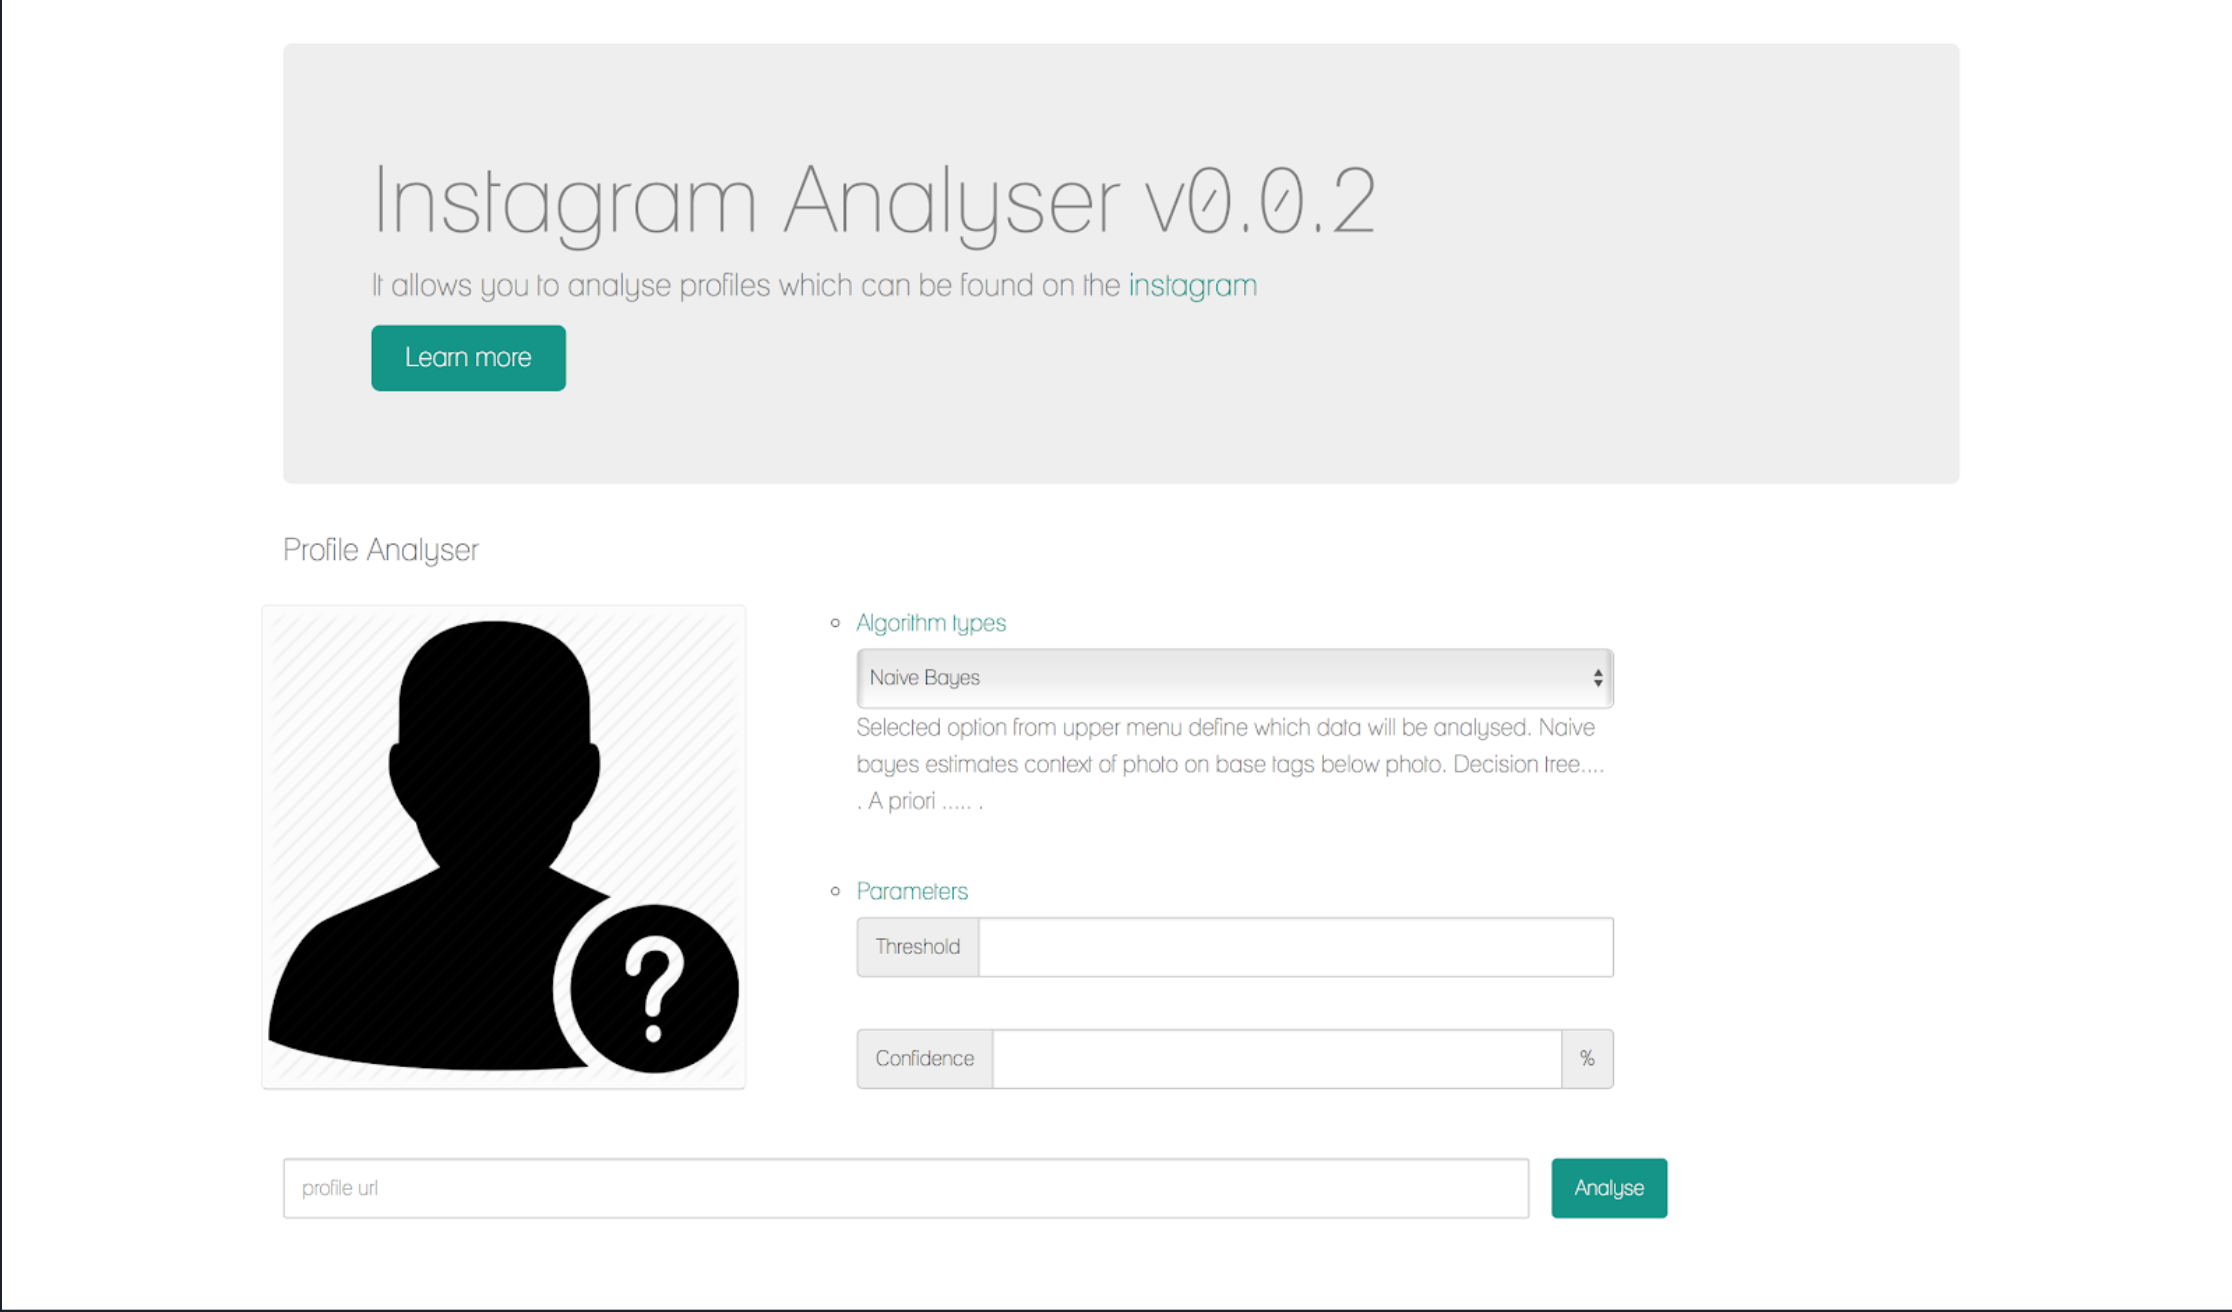 Instagram Analyser v0.0.2
It allows you to analyse profiles which can be found on the instagram
Learn more
Profile Analyser
Algorithm types
Naive Bayes
Selected option from upper menu define which data will be analysed. Naive
bayes estimates context of photo on base tags below photo. Decision tree....
. A priori ..... .
Parameters
Threshold
Confidence %
?
profile url
Analyse